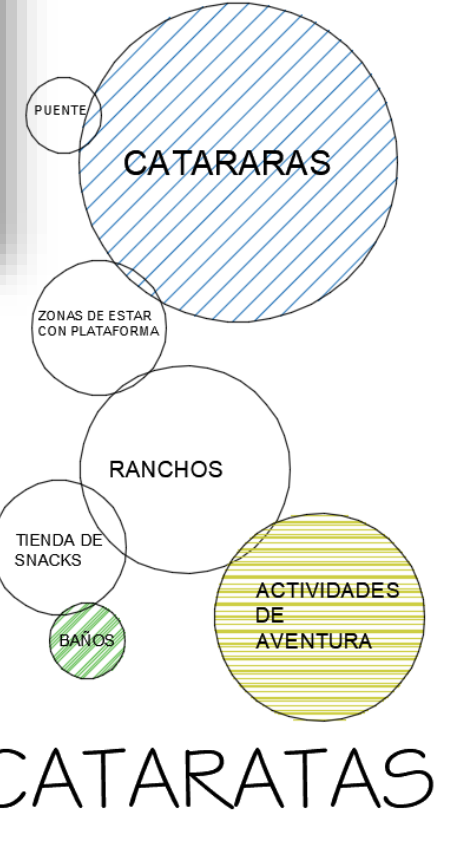 PUENTE
CATARARAS
ZONAS DE ESTAR
CON PLATAFORMA
RANCHOS
TIENDA DE
SNACKS
ACTIVIDADES
DE
AVENTURA
BAÑOS
CATARATAS